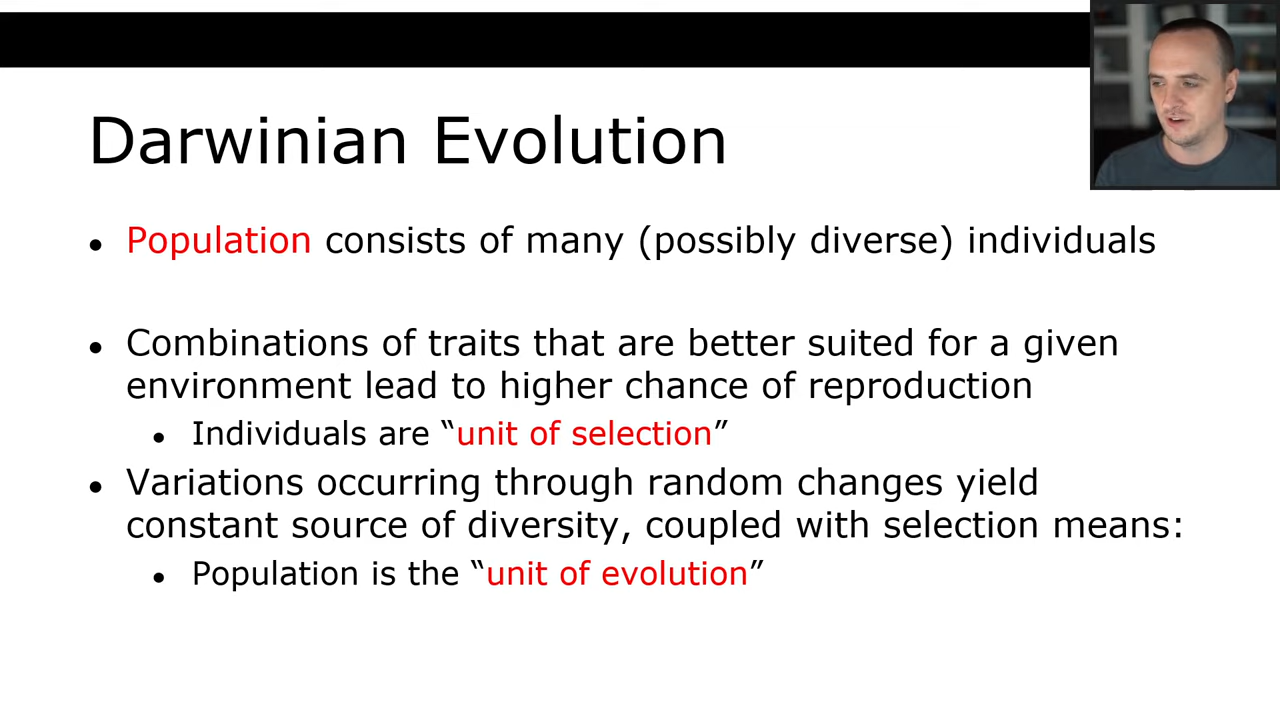 Darwinian Evolution
• Population consists of many (possibly diverse) individuals
• Combinations of traits that are better suited for a given
environment lead to higher chance of reproduction
• Individuals are “unit of selection”
• Variations occurring through random changes yield
constant source of diversity, coupled with selection means:
• Population is the “unit of evolution”